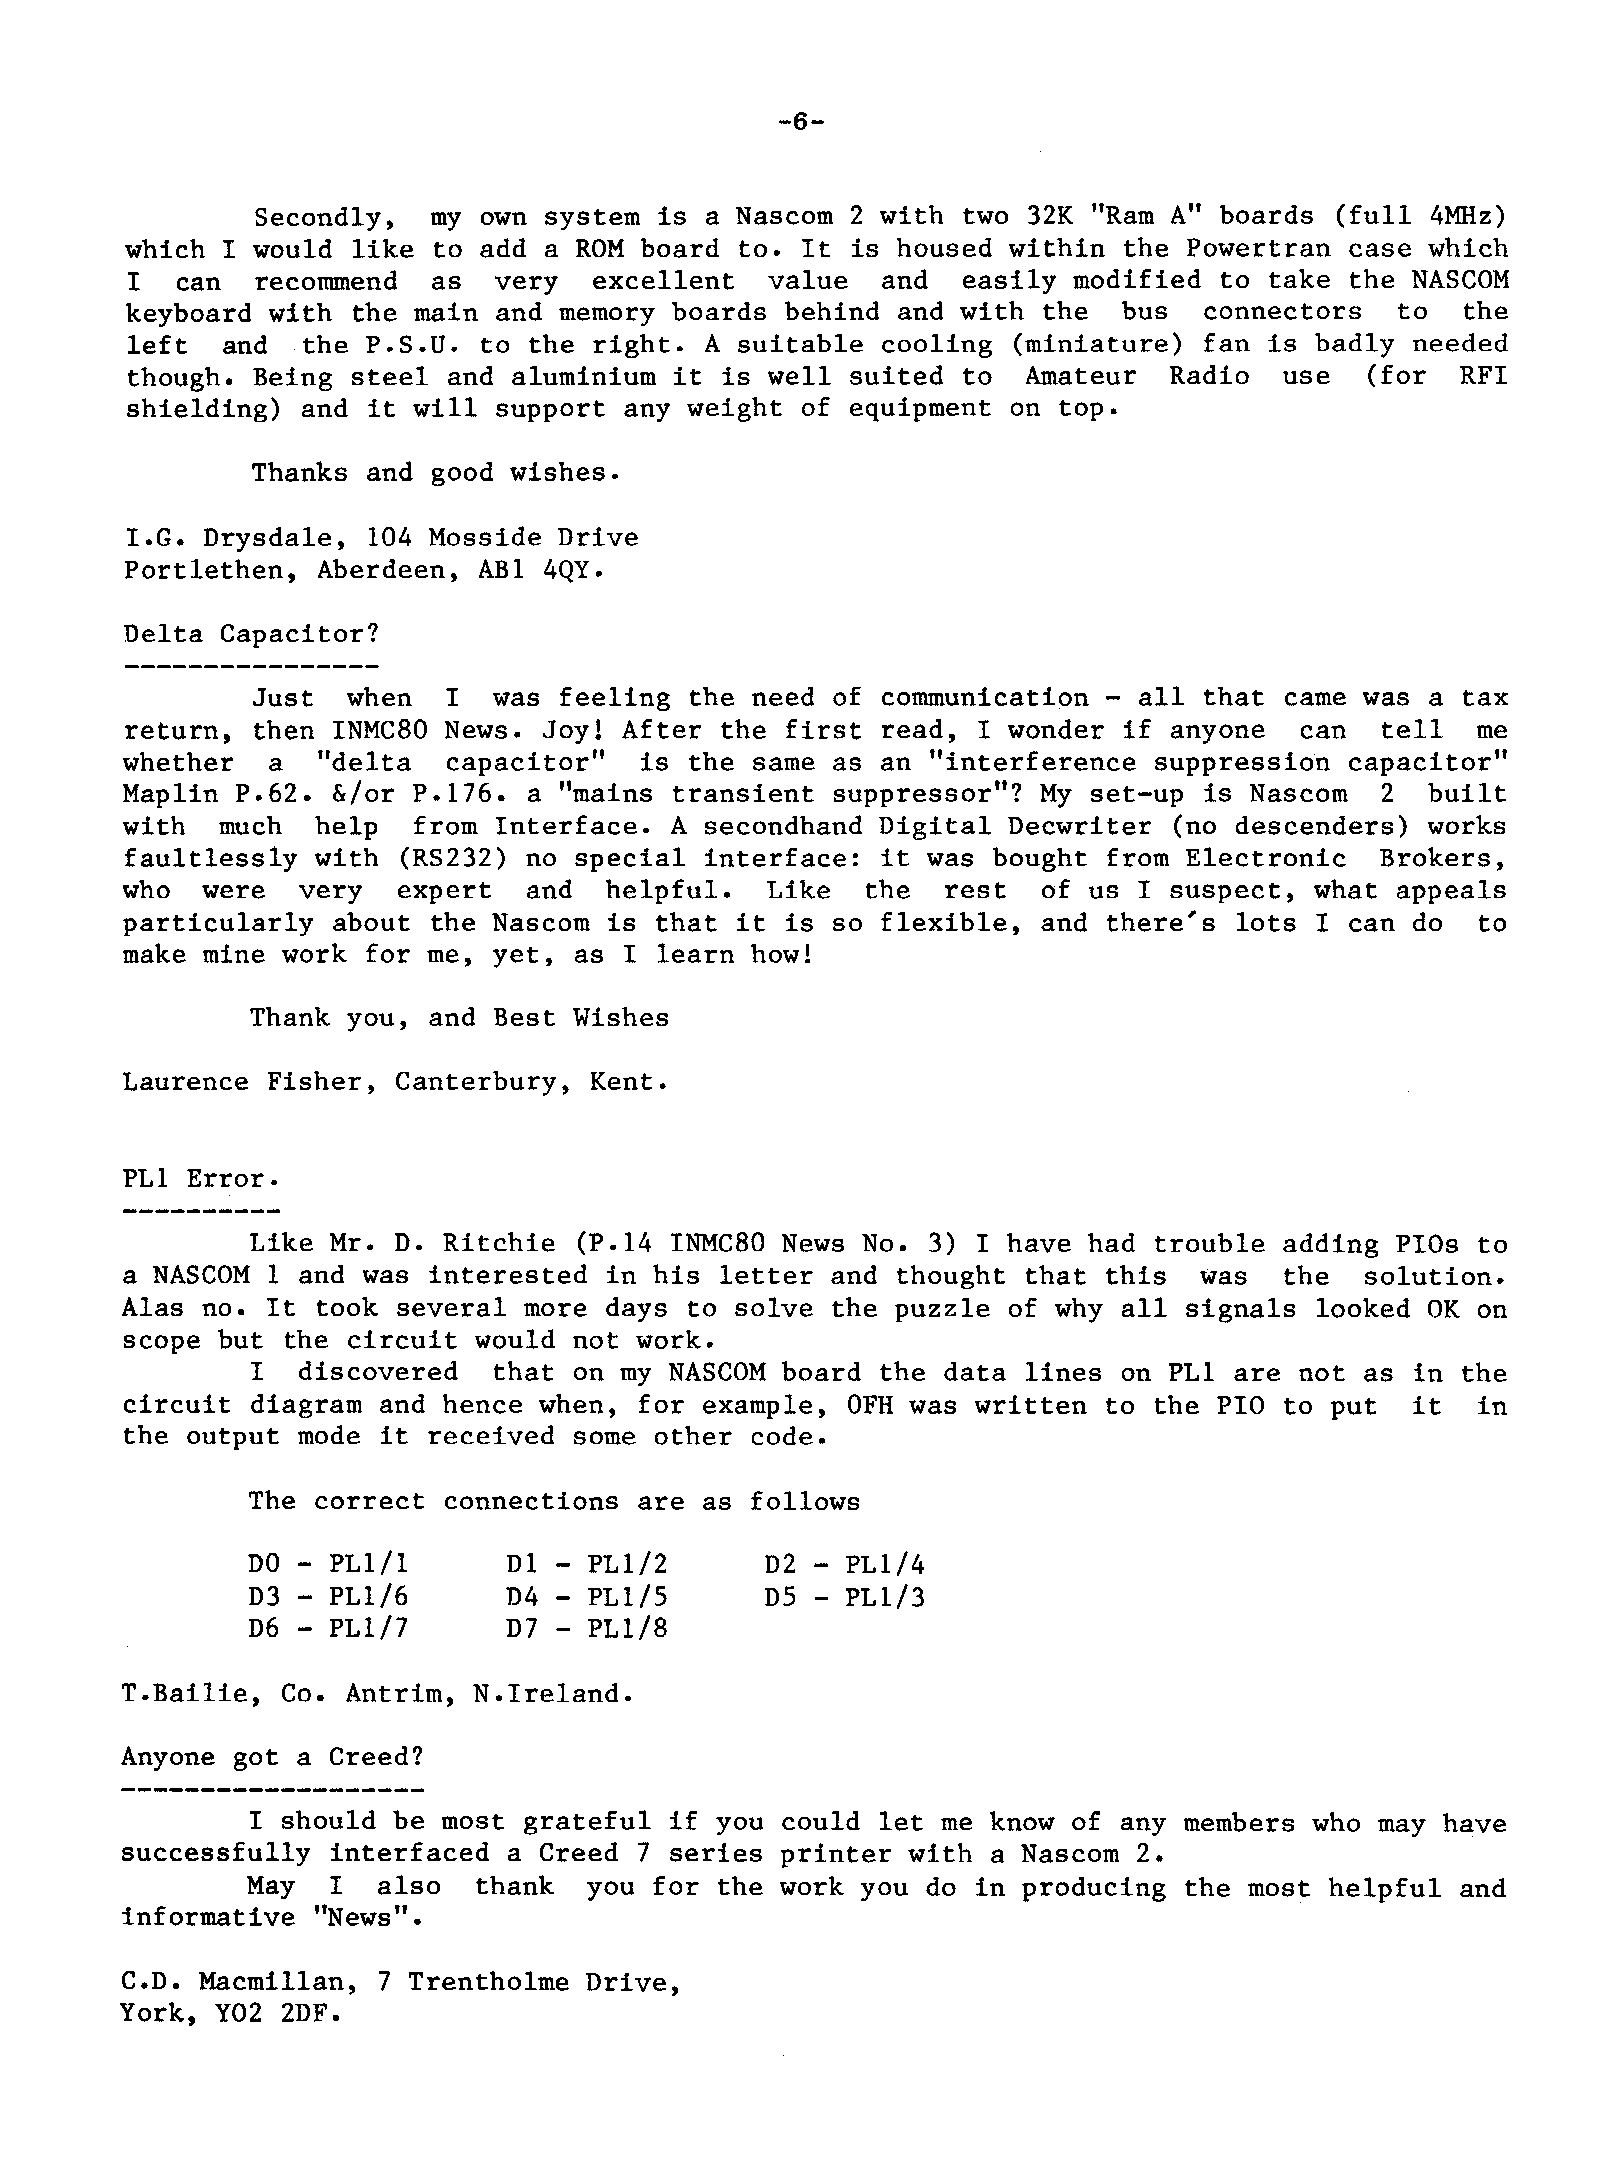 -6-
Secondly, my own system is a Nascom 2 with two 32K "Ram A" boards (full 4MHz)
which I would like to add a ROM board to. It is housed within the Powertran case which
I can recommend as very excellent value and easily modified to take the NASCOM
keyboard with the main and memory boards behind and with the bus connectors to the
left and the P.S.U. to the right. A suitable cooling (miniature) fan is badly needed
though. Being steel and aluminium it is well suited to Amateur Radio use (for RFI
shielding) and it will support any weight of equipment on top.
Thanks and good wishes.
I.G. Drysdale, 104 Mosside Drive
Portlethen, Aberdeen, AB1 4QY.
Delta Capacitor?
----------------
Just when I was feeling the need of communication - all that came was a tax
return, then INMC80 News. Joy! After the first read, I wonder if anyone can tell me
whether a "delta capacitor" is the same as an "interference suppression capacitor"
Maplin P.62. &/or P.176. a "mains transient suppressor"? My set-up is Nascom 2 built
with much help from Interface. A secondhand Digital Decwriter (no descenders) works
faultlessly with (RS232) no special interface: it was bought from Electronic Brokers,
who were very expert and helpful. Like the rest of us I suspect, what appeals
particularly about the Nascom is that it is so flexible, and there's lots I can do to
make mine work for me, yet, as I learn how!
Thank you, and Best Wishes
Laurence Fisher, Canterbury, Kent.
PL1 Error.
----------
Like Mr. D. Ritchie (P.14 INMC80 News No. 3) I have had trouble adding PIOs to
a NASCOM 1 and was interested in his letter and thought that this was the solution.
Alas no. It took several more days to solve the puzzle of why all signals looked OK on
scope but the circuit would not work.
I discovered that on my NASCOM board the data lines on PL1 are not as in the
circuit diagram and hence when, for example, 0FH was written to the PIO to put it in
the output mode it received some other code.
The correct connections are as follows
D0 - PL1/1 D1 - PL1/2 D2 - PL1/4
D3 - PL1/6 D4 - PL1/5 D5 - PL1/3
D6 - PL1/7 D7 - PL1/8
T.Bailie, Co. Antrim, N.Ireland.
Anyone got a Creed?
-------------------
I should be most grateful if you could let me know of any members who may have
successfully interfaced a Creed 7 series printer with a Nascom 2.
May I also thank you for the work you do in producing the most helpful and
informative "News".
C.D. Macmillan, 7 Trentholme Drive,
York, YO2 2DF.